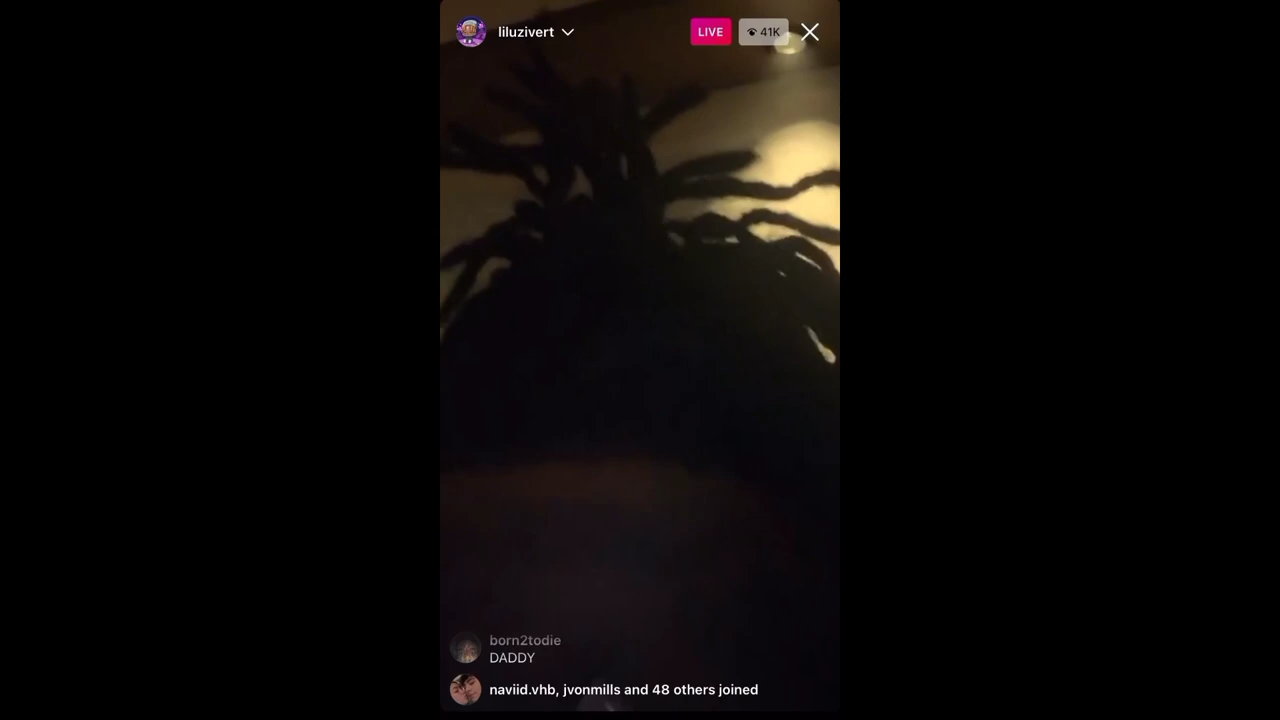 liluzivert
LIVE
41K
born2todie
DADDY
naviid.vhb, jvonmills and 48 others joined